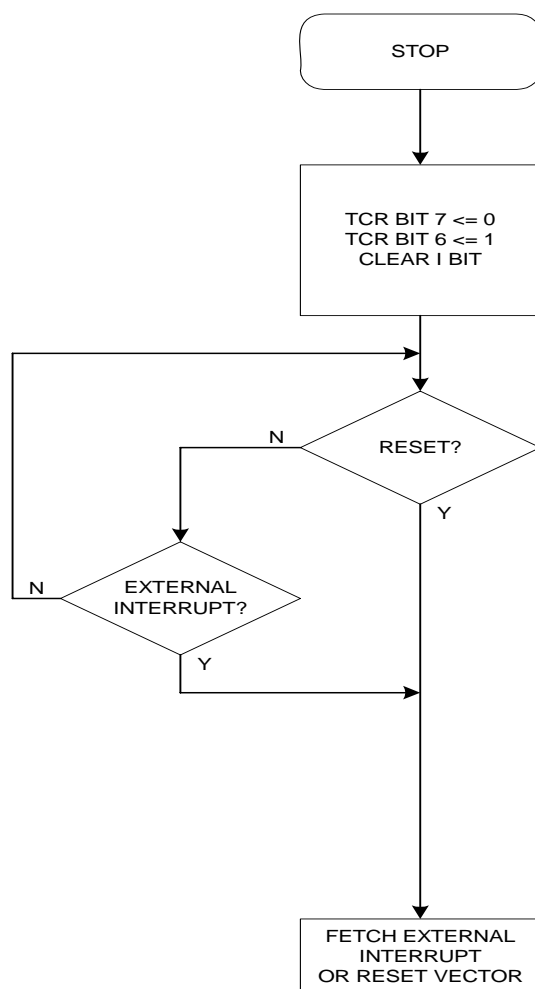 STOP
TCR BIT 7 <= 0
TCR BIT 6 <= 1
CLEAR I BIT
N
RESET?
Y
N
EXTERNAL
INTERRUPT?
Y
FETCH EXTERNAL
INTERRUPT
OR RESET VECTOR